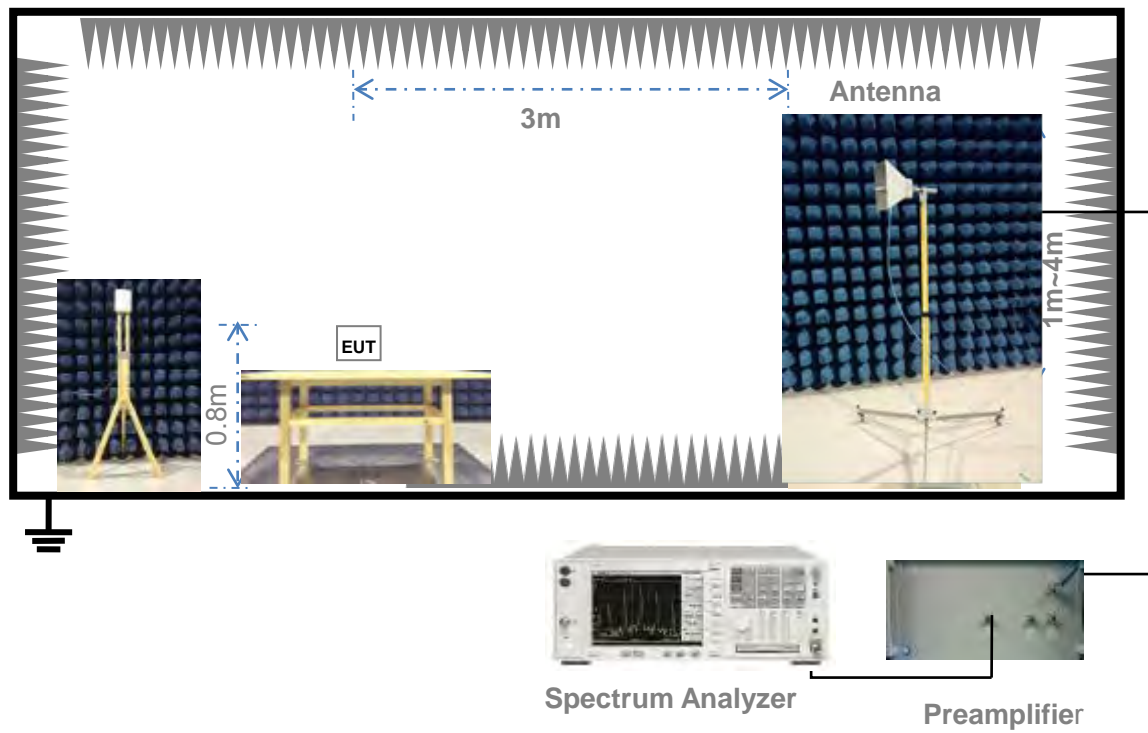 Antenna
3m
1m~4m
EUT
0.8m
Spectrum Analyzer
Preamplifier